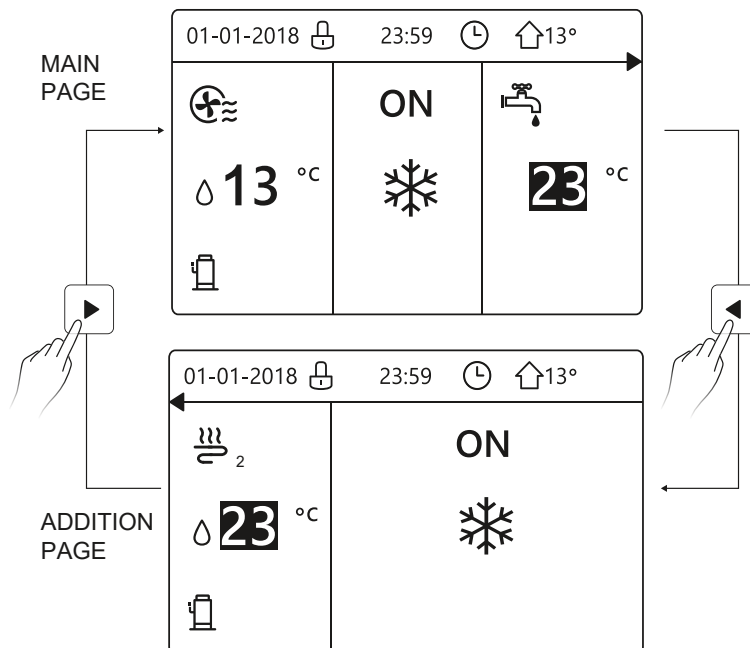 MAIN
PAGE
01-01-2018 23:59 13°
ON
13 °C
23 °C
ADDITION
PAGE
01-01-2018 23:59 13°
2
ON
23 °C